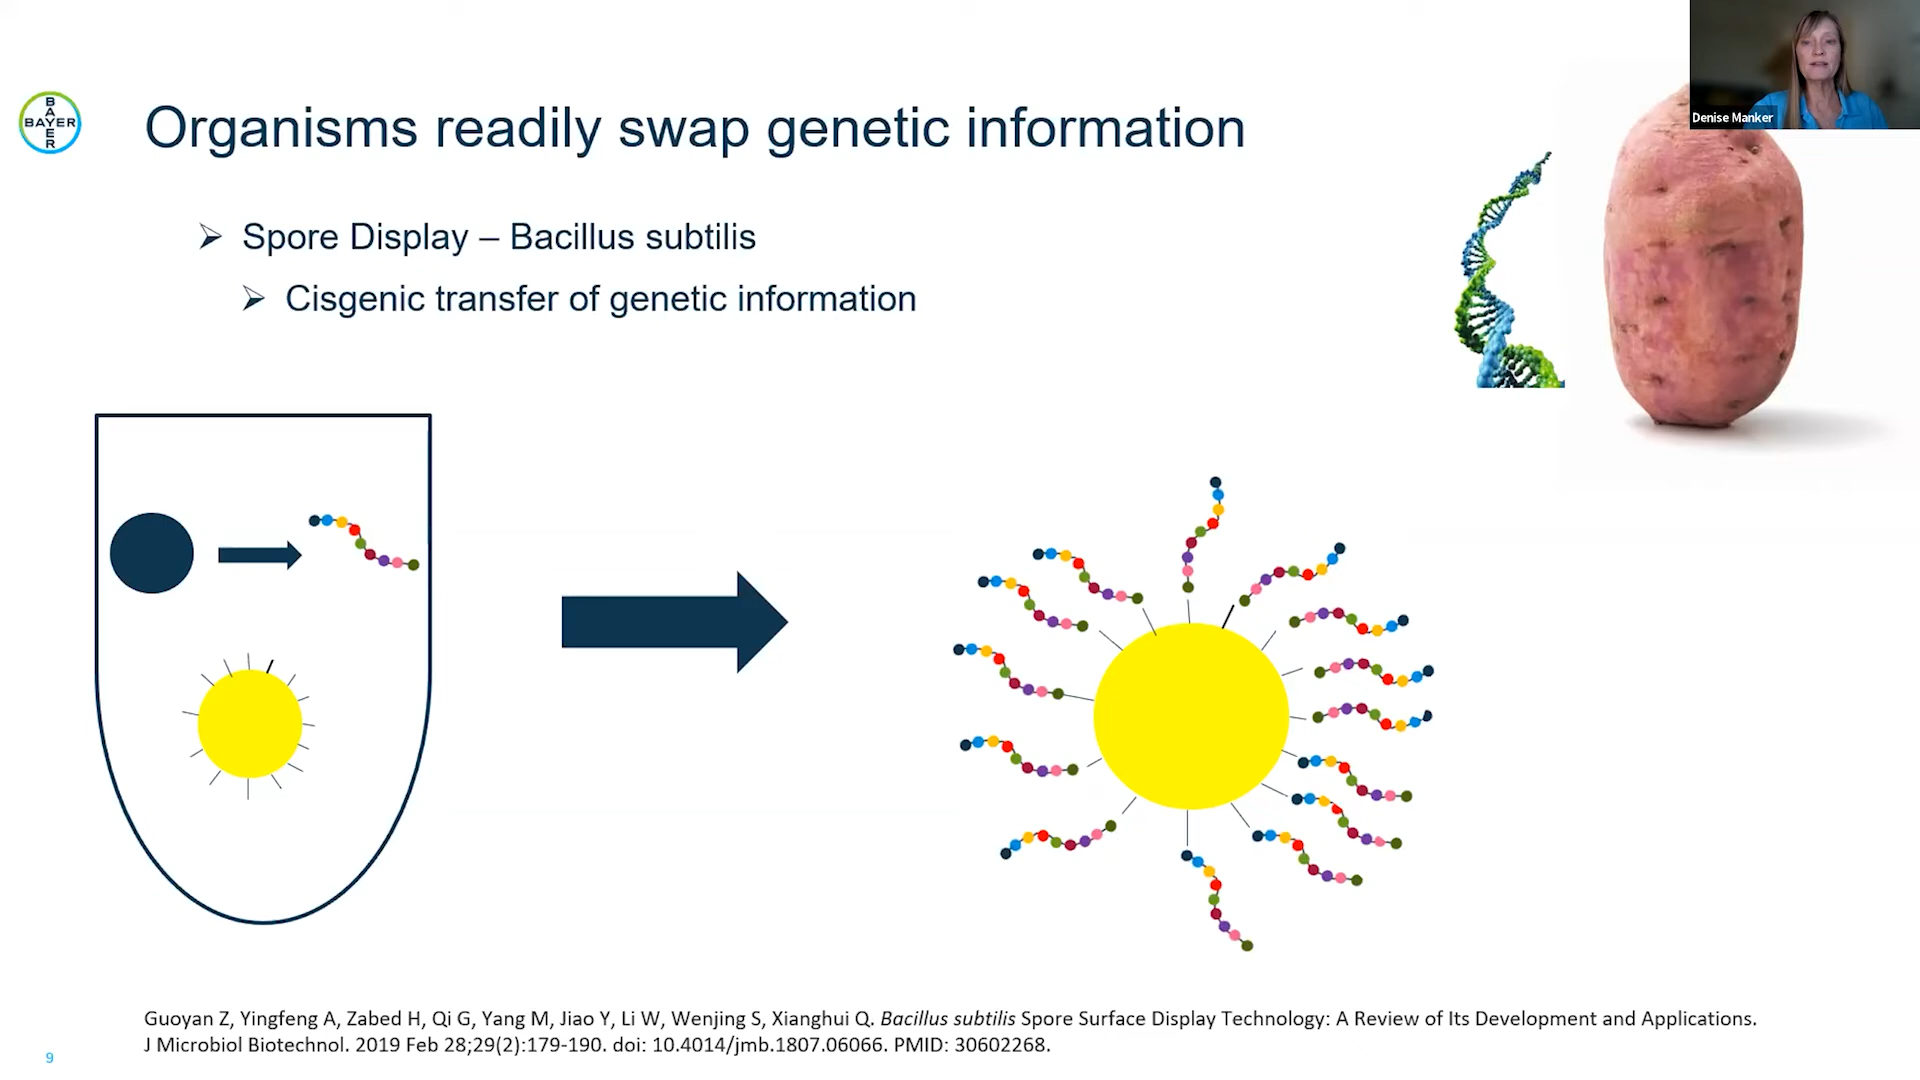 Denise Manker
BAYER
BAYER
Organisms readily swap genetic information
➢ Spore Display – Bacillus subtilis
➢ Cisgenic transfer of genetic information
Guoyan Z, Yingfeng A, Zabed H, Qi G, Yang M, Jiao Y, Li W, Wenjing S, Xianghui Q. Bacillus subtilis Spore Surface Display Technology: A Review of Its Development and Applications.
J Microbiol Biotechnol. 2019 Feb 28;29(2):179-190. doi: 10.4014/jmb.1807.06066. PMID: 30602268.
9